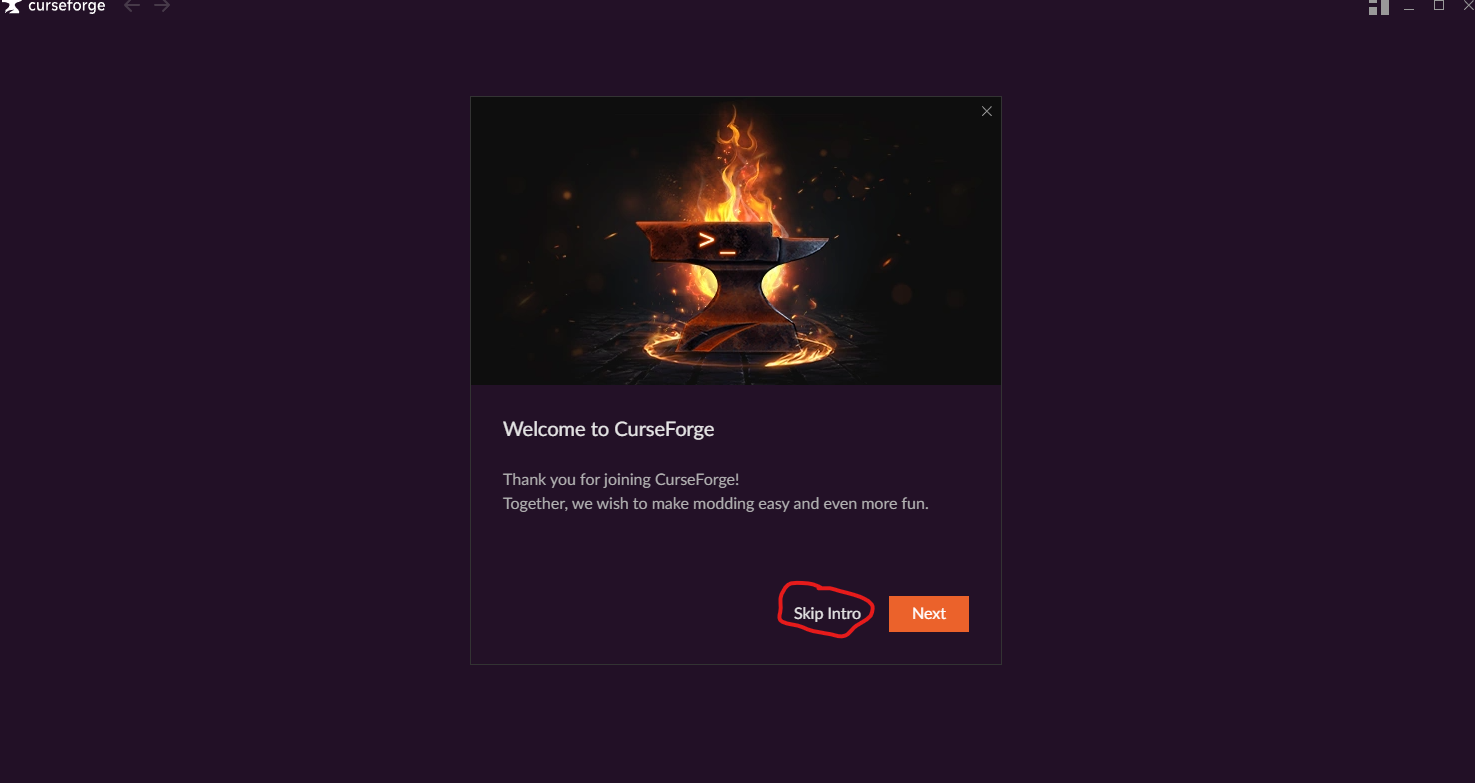 curseforge
>_
Welcome to CurseForge
Thank you for joining CurseForge!
Together, we wish to make modding easy and even more fun.
Skip Intro
Next